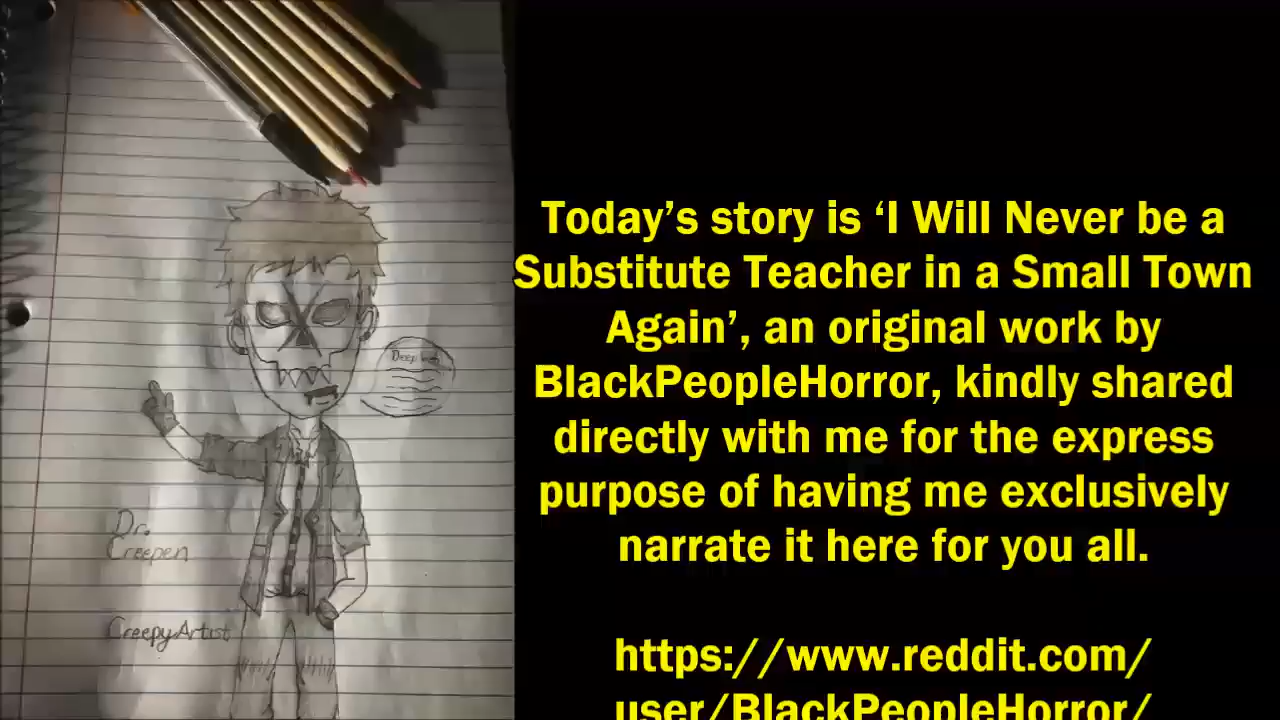 Deep
Dr.
Creepen
CreepyArtist
Today’s story is ‘I Will Never be a
Substitute Teacher in a Small Town
Again’, an original work by
BlackPeopleHorror, kindly shared
directly with me for the express
purpose of having me exclusively
narrate it here for you all.
https://www.reddit.com/
user/BlackPeopleHorror/